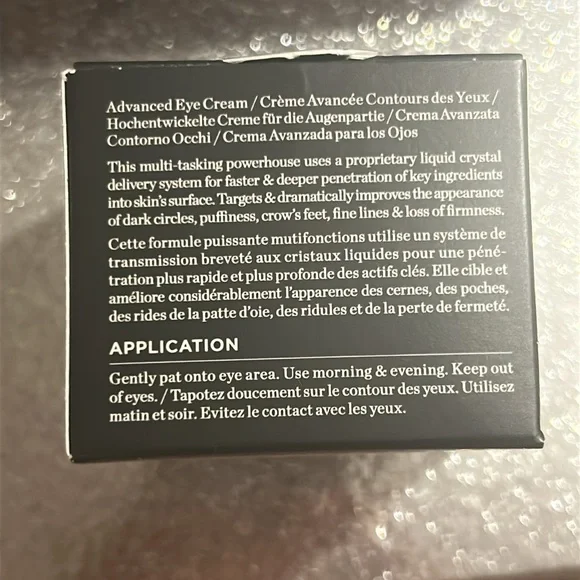 Advanced Eye Cream / Crème Avancée Contours des Yeux /
Hochentwickelte Creme für die Augenpartie / Crema Avanzata
Contorno Occhi / Crema Avanzada para los Ojos
This multi-tasking powerhouse uses a proprietary liquid crystal
delivery system for faster & deeper penetration of key ingredients
into skin's surface. Targets & dramatically improves the appearance
of dark circles, puffiness, crow's feet, fine lines & loss of firmness.
Cette formule puissante mutifonctions utilise un système de
transmission breveté aux cristaux liquides pour une péné-
tration plus rapide et plus profonde des actifs clés. Elle cible et
améliore considérablement l'apparence des cernes, des poches,
des rides de la patte d'oie, des ridules et de la perte de fermeté.
APPLICATION
Gently pat onto eye area. Use morning & evening. Keep out
of eyes. / Tapotez doucement sur le contour des yeux. Utilisez
matin et soir. Evitez le contact avec les yeux.